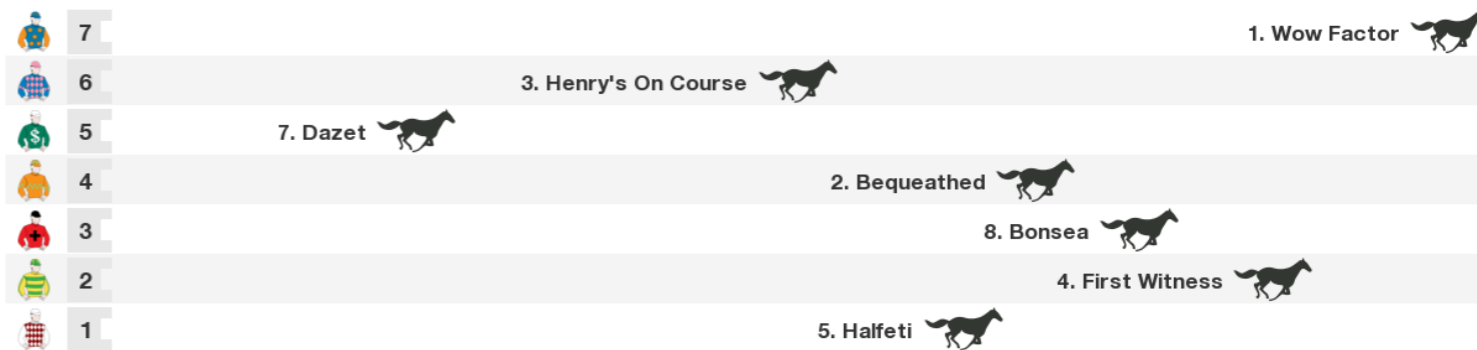 7 1. Wow Factor
6 3. Henry's On Course
$ 5 7. Dazet
4 2. Bequeathed
3 8. Bonsea
2 4. First Witness
1 5. Halfeti